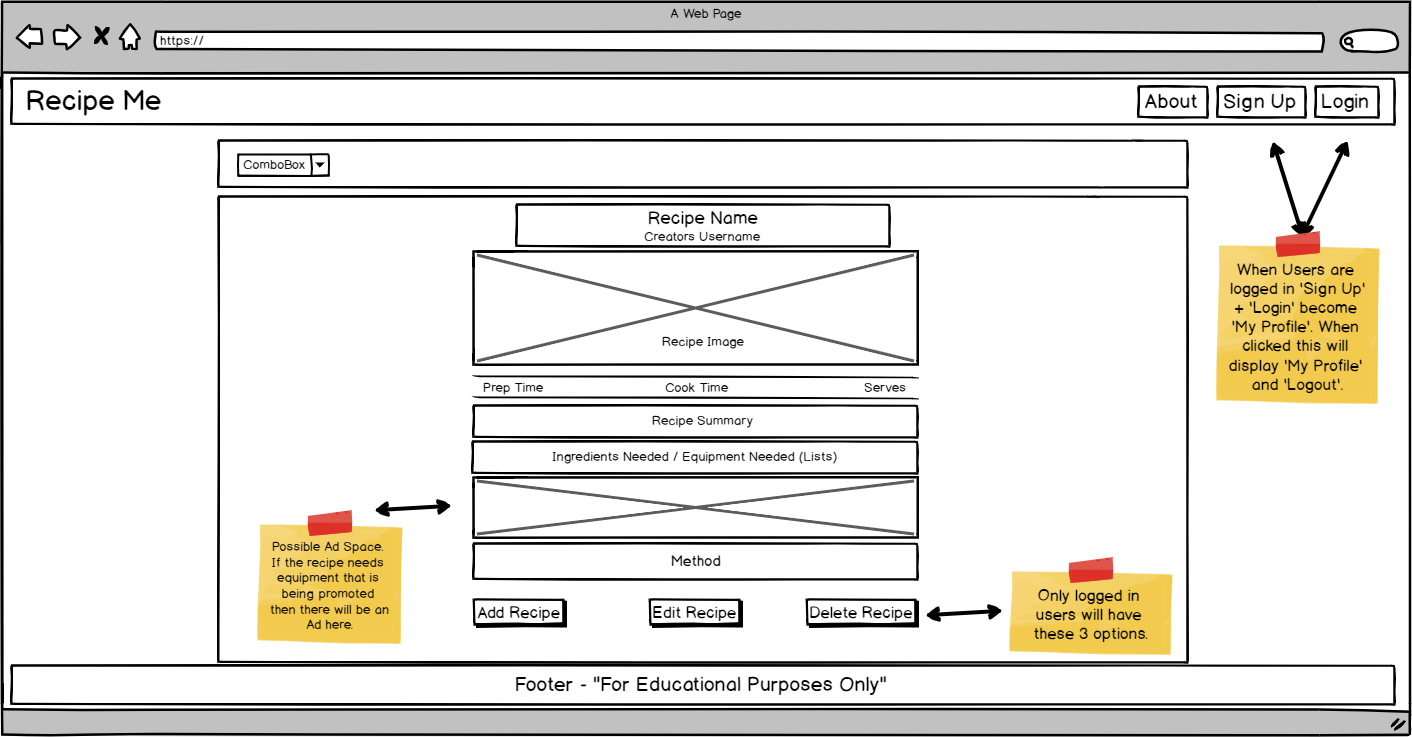 A Web Page
https://
Recipe Me
About
Sign Up
Login
ComboBox
Recipe Name
Creators Username
Recipe Image
When Users are
logged in 'Sign Up'
+ 'Login' become
'My Profile'. When
clicked this will
display 'My Profile'
and 'Logout'.
Prep Time
Cook Time
Serves
Recipe Summary
Ingredients Needed / Equipment Needed (Lists)
Possible Ad Space.
If the recipe needs
equipment that is
being promoted
then there will be an
Ad here.
Method
Add Recipe
Edit Recipe
Delete Recipe
Only logged in
users will have
these 3 options.
Footer - "For Educational Purposes Only"